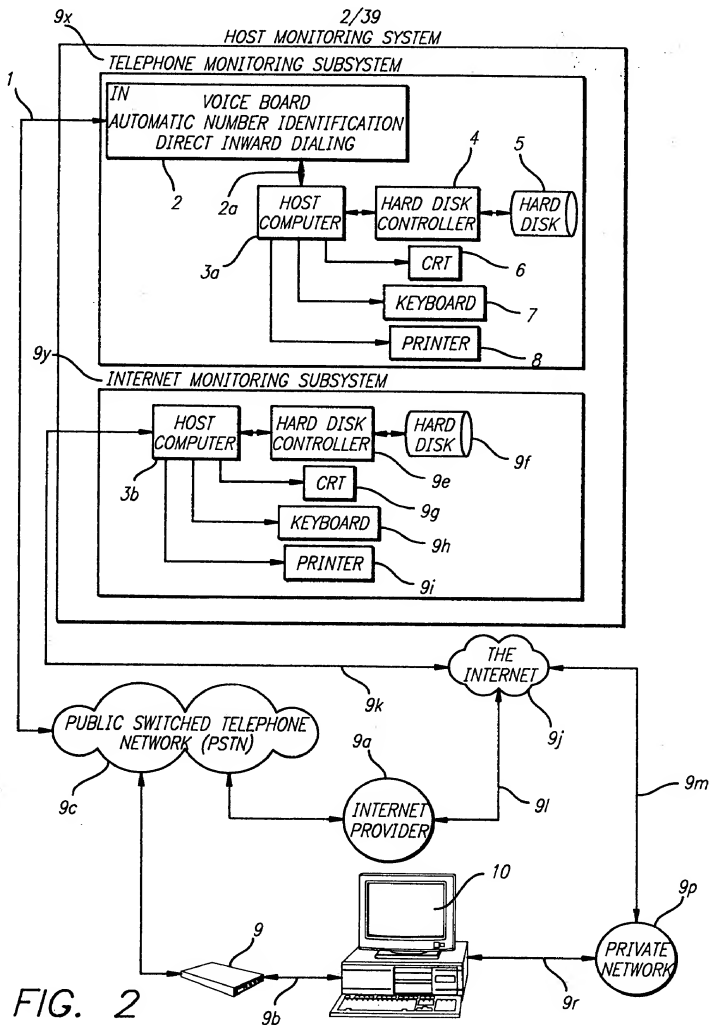 2/39
9x
HOST MONITORING SYSTEM
TELEPHONE MONITORING SUBSYSTEM
1
IN
VOICE BOARD
AUTOMATIC NUMBER IDENTIFICATION
DIRECT INWARD DIALING
2
2a
4
5
HOST
COMPUTER
HARD DISK
CONTROLLER
HARD
DISK
3a
CRT
6
KEYBOARD
7
PRINTER
8
9y
INTERNET MONITORING SUBSYSTEM
HOST
COMPUTER
HARD DISK
CONTROLLER
HARD
DISK
3b
9e
9f
CRT
9g
KEYBOARD
9h
PRINTER
9i
THE
INTERNET
9k
9j
PUBLIC SWITCHED TELEPHONE
NETWORK (PSTN)
9c
9a
INTERNET
PROVIDER
9l
9m
10
9p
PRIVATE
NETWORK
9
9b
9r
FIG. 2